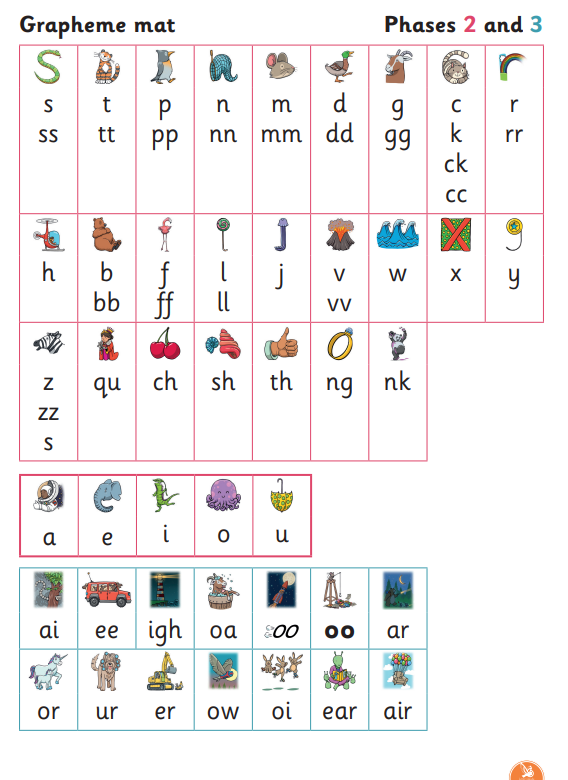 Grapheme mat Phases 2 and 3
s t p n m d g c r
ss tt pp nn mm dd gg k rr
ck
cc
h b f l j v w x y
bb ff ll vv
z qu ch sh th ng nk
zz
s
a e i o u
ai ee igh oa oo oo ar
or ur er ow oi ear air